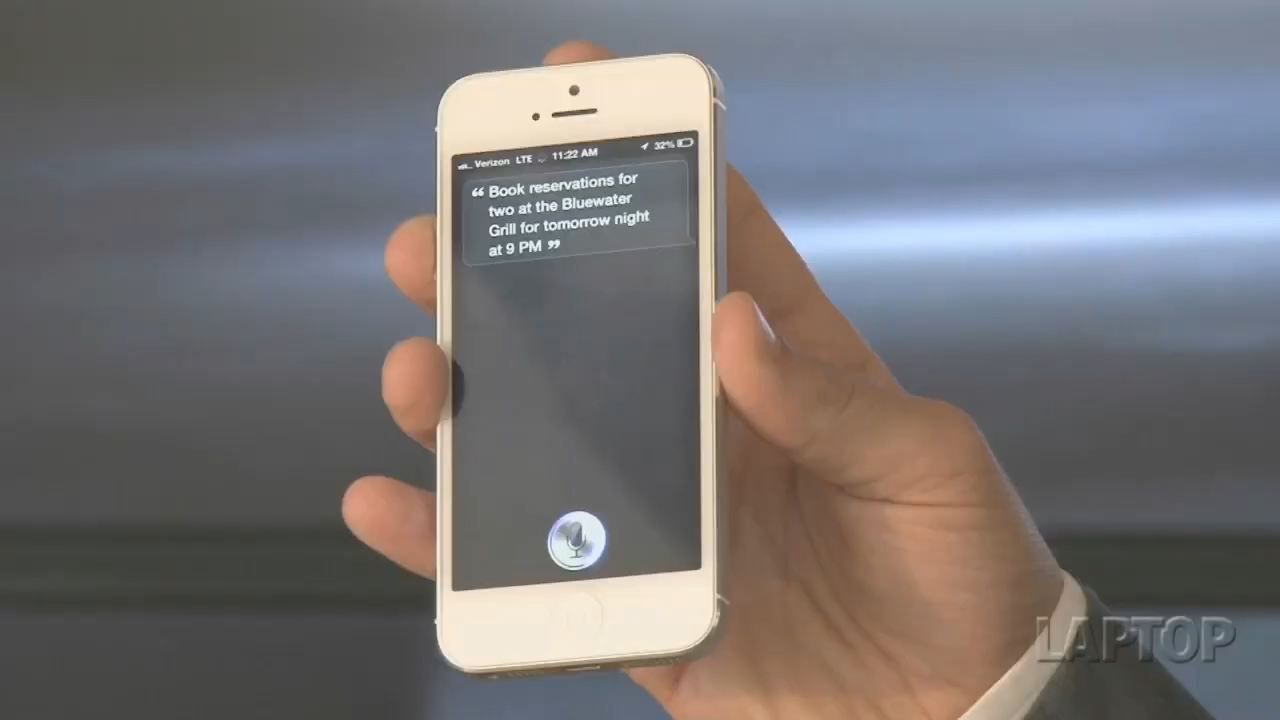 Verizon LTE 11:22 AM 32%
“ Book reservations for
two at the Bluewater
Grill for tomorrow night
at 9 PM ”
LAPTOP